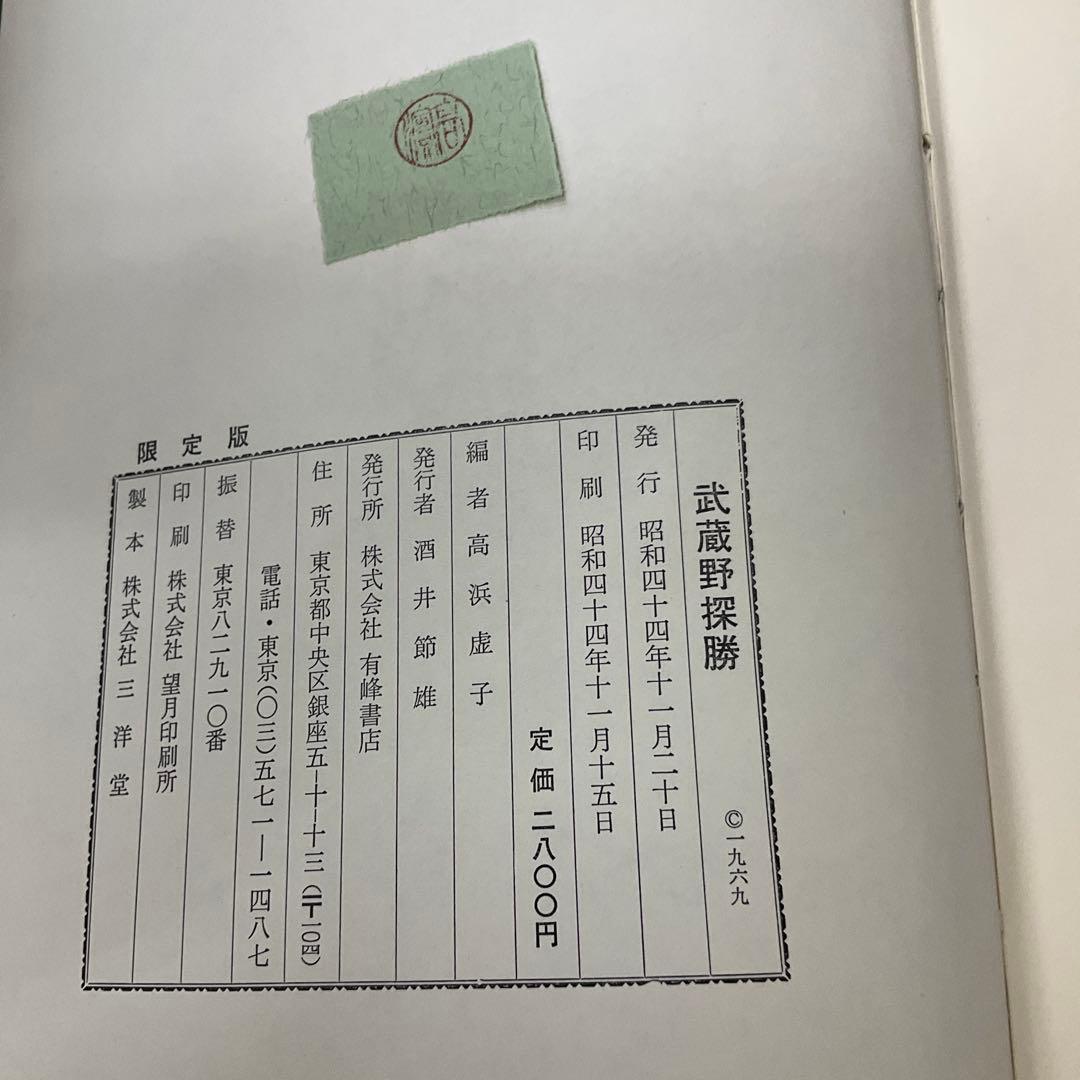 武蔵野探勝 ©一九六九
発行 昭和四十四年十一月二十日
印刷 昭和四十四年十一月十五日
定価 二八〇〇円
編者 高浜虚子
発行者 酒井節雄
発行所 株式会社 有峰書店
住所 東京都中央区銀座五-十-十三(〒一〇四)
電話・東京(〇三)五七一―一四八七
振替 東京八二九一〇番
印刷 株式会社 望月印刷所
製本 株式会社 三洋堂
限定版